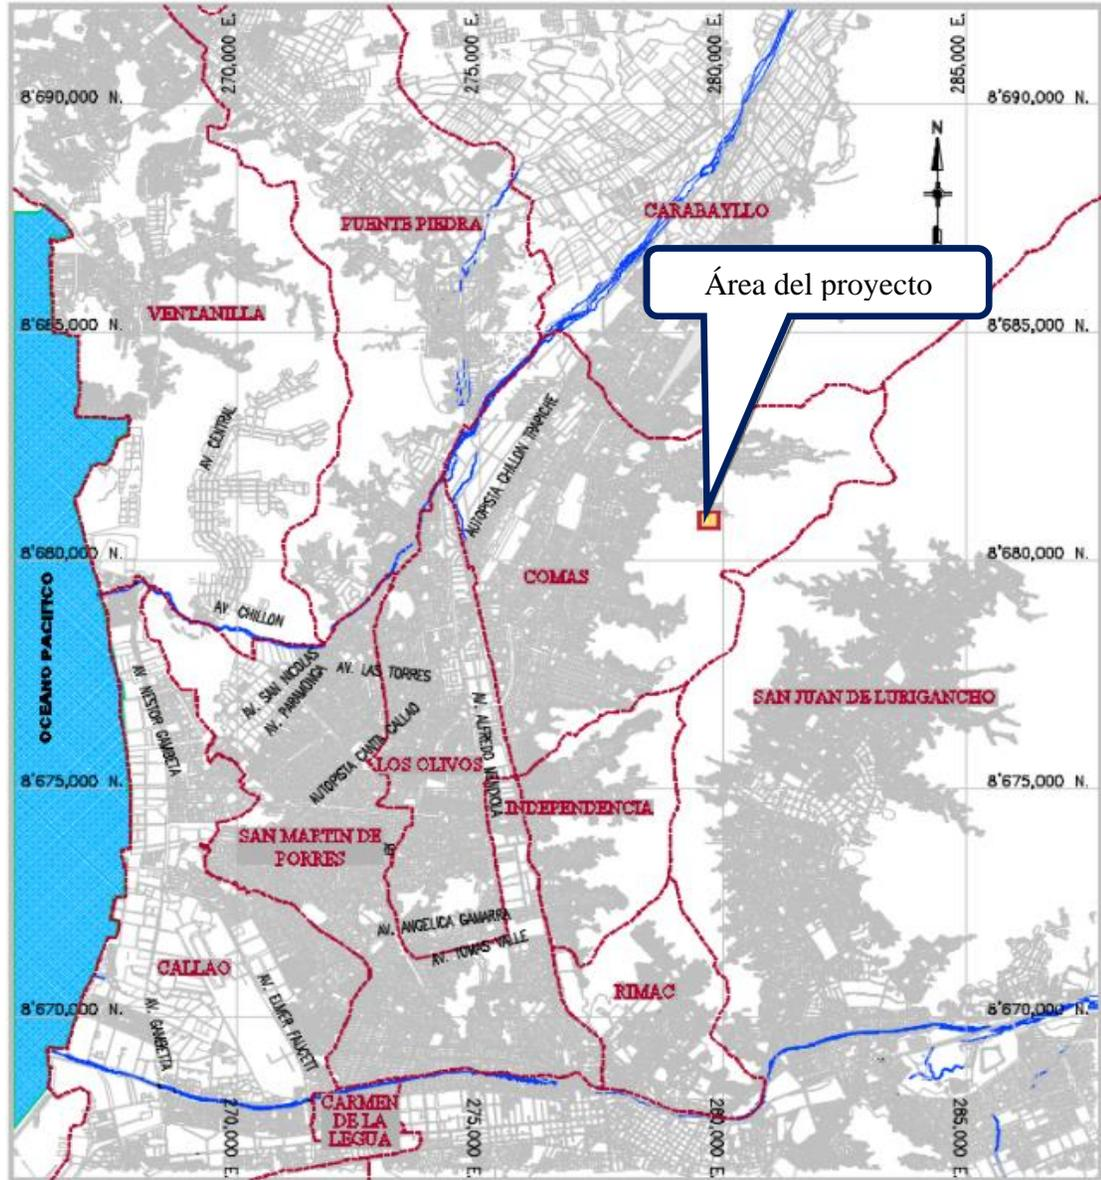 270,000 E.
275,000 E.
280,000 E.
285,000 E.
8'690,000 N.
8'690,000 N.
N
PUENTE PIEDRA
CARABAYLLO
Área del proyecto
VENTANILLA
8'685,000 N.
8'685,000 N.
AV. CENTRAL
AUTOPISTA CHILLON TRAPICHE
8'680,000 N.
8'680,000 N.
COMAS
OCEANO PACIFICO
AV. CHILLON
AV. SAN NICOLAS
AV. PARAMONGA
AV. LAS TORRES
AV. NESTOR GAMBETA
AUTOPISTA CANTA CALLAO
AV. ALFREDO MENDIOLA
SAN JUAN DE LURIGANCHO
LOS OLIVOS
8'675,000 N.
8'675,000 N.
INDEPENDENCIA
SAN MARTIN DE
PORRES
AV. ANGELICA GAMARRA
AV. TOMAS VALLE
CALLAO
AV. ELMER FAUCETT
AV. GAMBETTA
RIMAC
8'670,000 N.
8'670,000 N.
CARMEN
DE LA
LEGUA
270,000 E.
275,000 E.
280,000 E.
285,000 E.